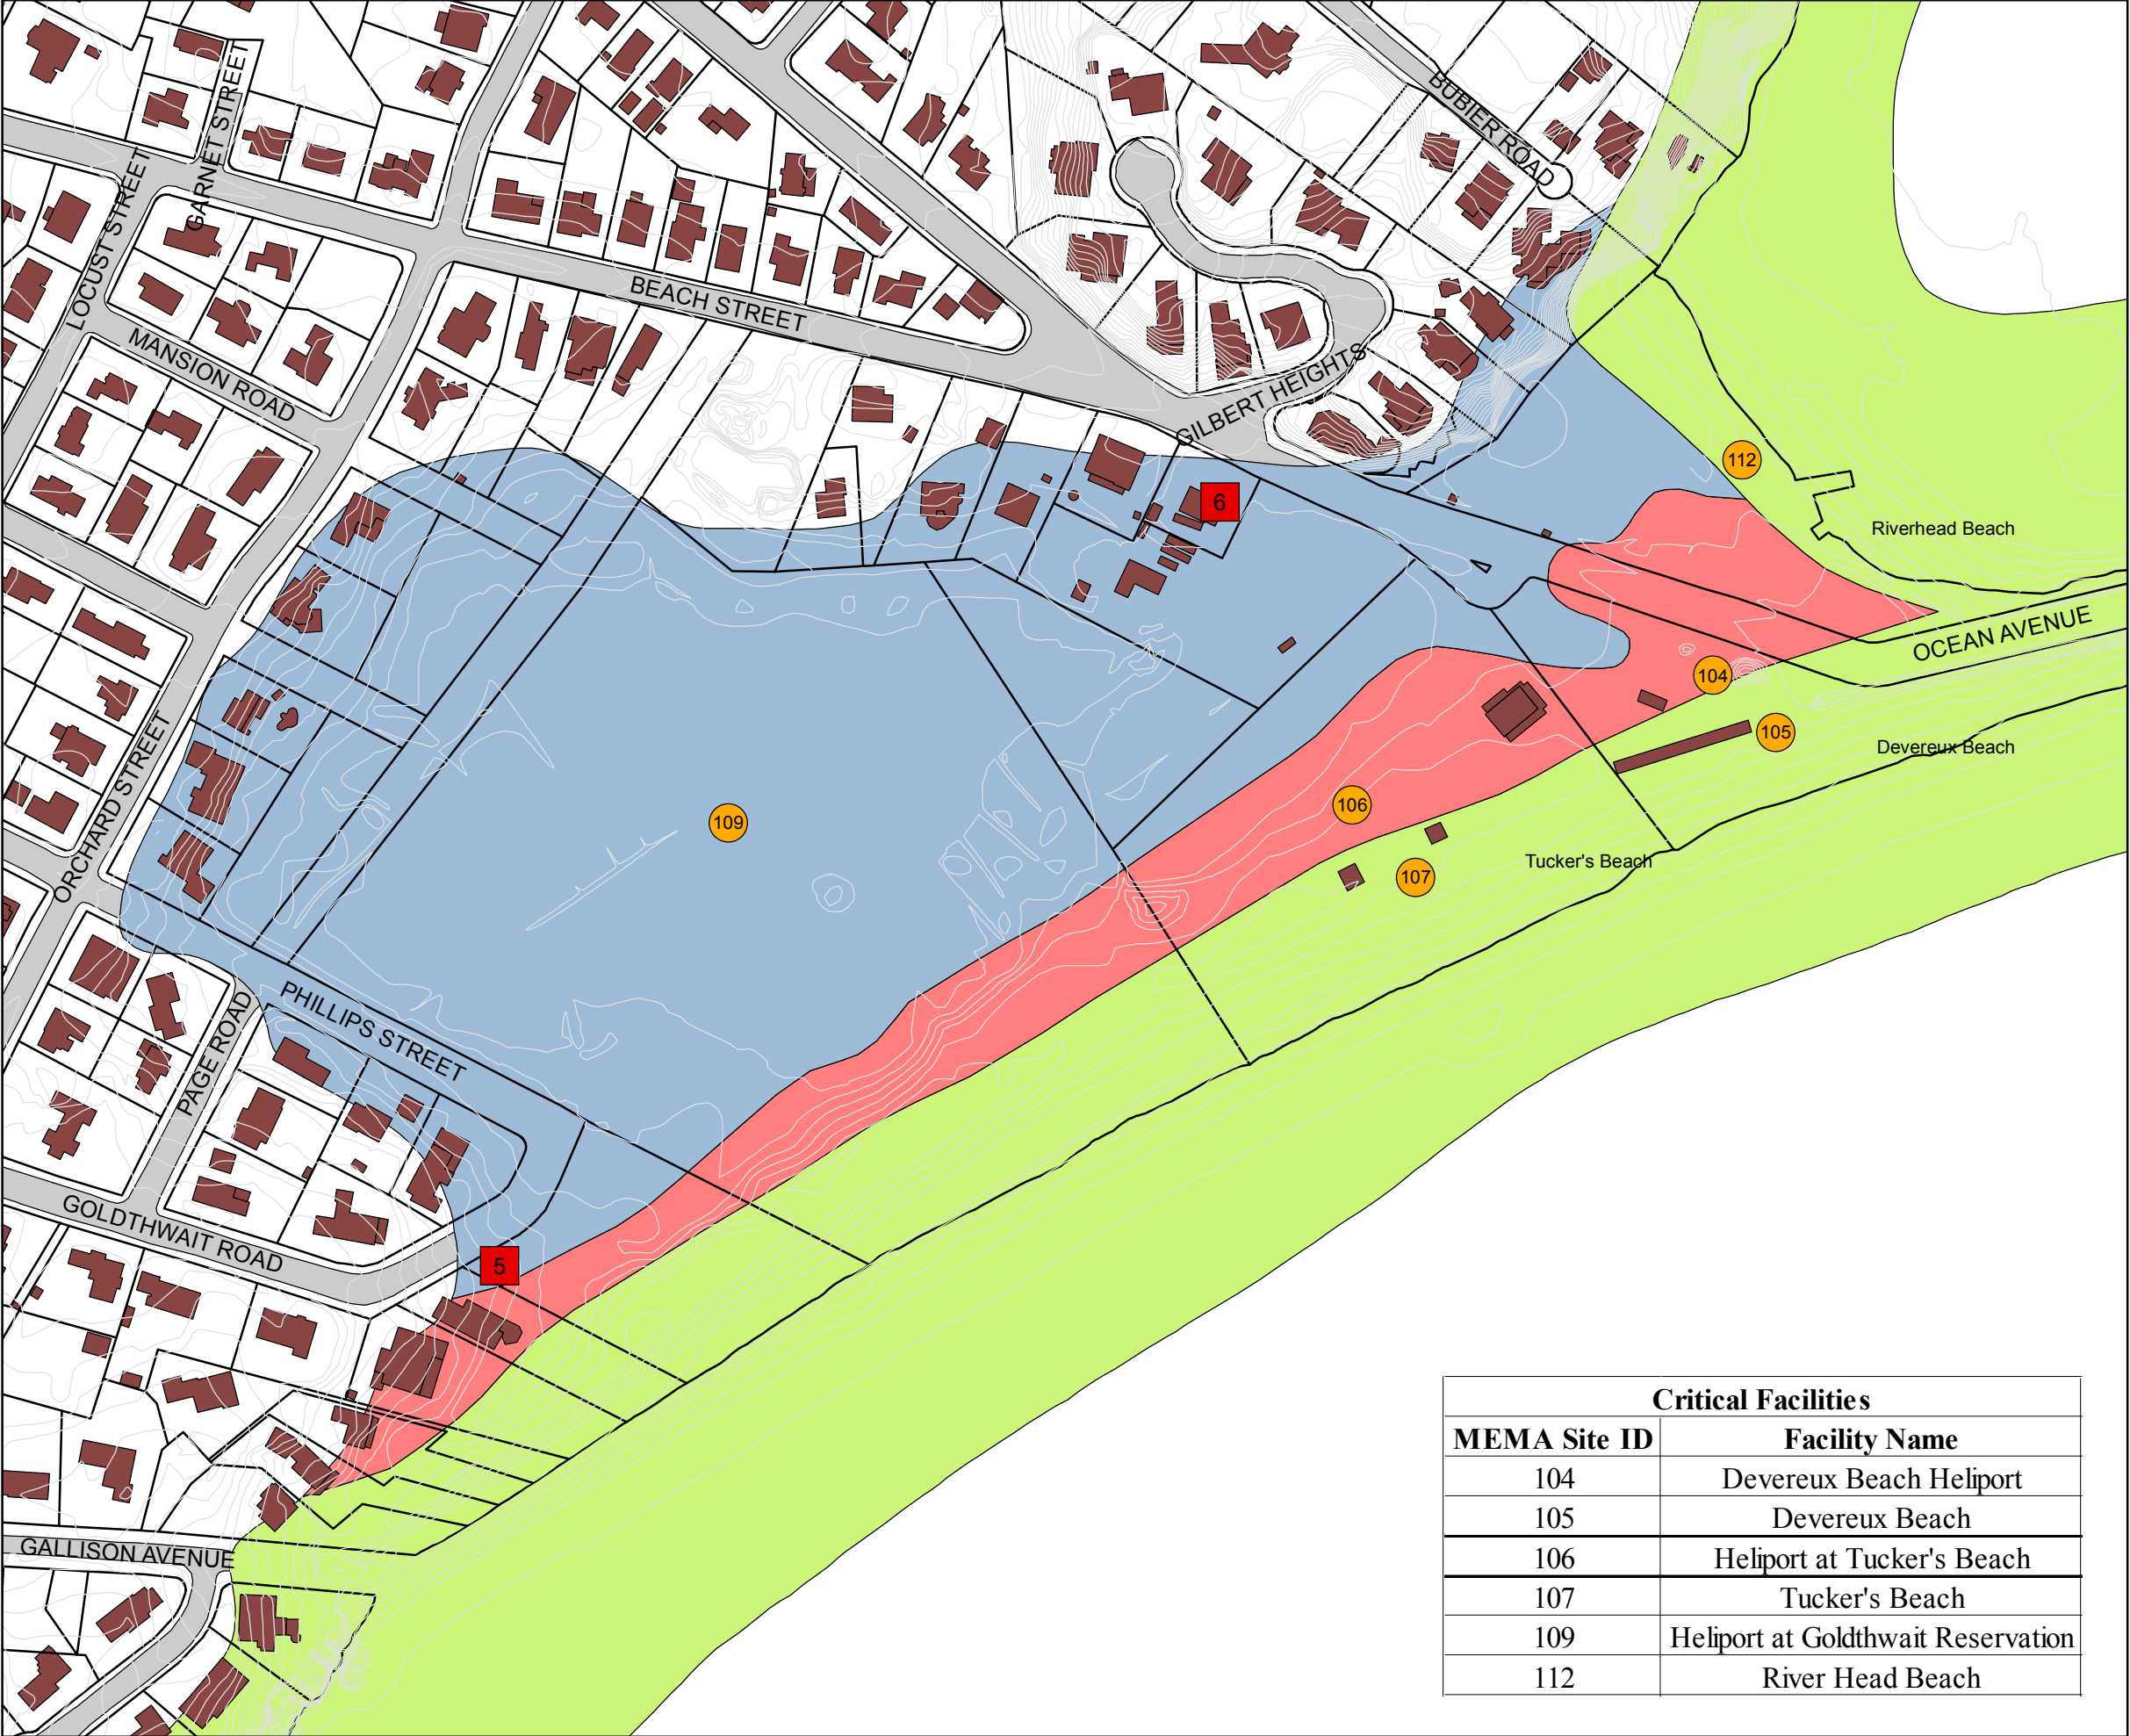 BUBIER ROAD
GARNET STREET
LOCUST STREET
BEACH STREET
MANSION ROAD
GILBERT HEIGHTS
112
6
Riverhead Beach
OCEAN AVENUE
104
105
Devereux Beach
ORCHARD STREET
106
109
Tucker's Beach
107
PHILLIPS STREET
PAGE ROAD
GOLDTHWAIT ROAD
5
GALLISON AVENUE
Critical Facilities
MEMA Site ID Facility Name
104 Devereux Beach Heliport
105 Devereux Beach
106 Heliport at Tucker's Beach
107 Tucker's Beach
109 Heliport at Goldthwait Reservation
112 River Head Beach